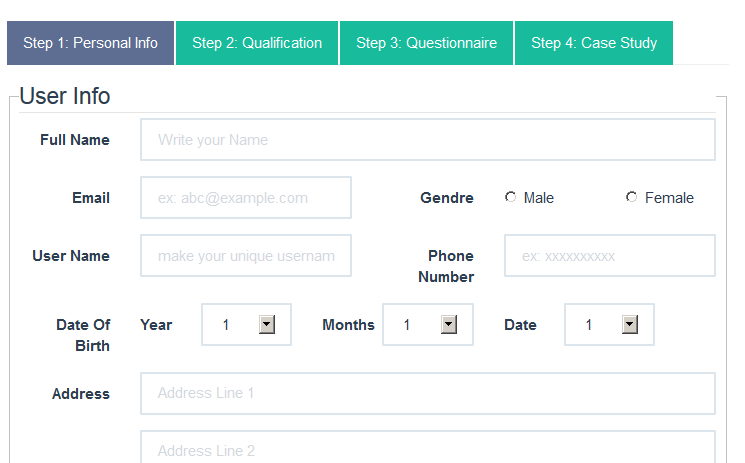 Step 1: Personal Info Step 2: Qualification Step 3: Questionnaire Step 4: Case Study
User Info
Full Name Write your Name
Email ex: abc@example.com Gendre Male Female
User Name make your unique usernam Phone
Number ex: xxxxxxxxxx
Date Of
Birth Year 1 Months 1 Date 1
Address Address Line 1
Address Line 2